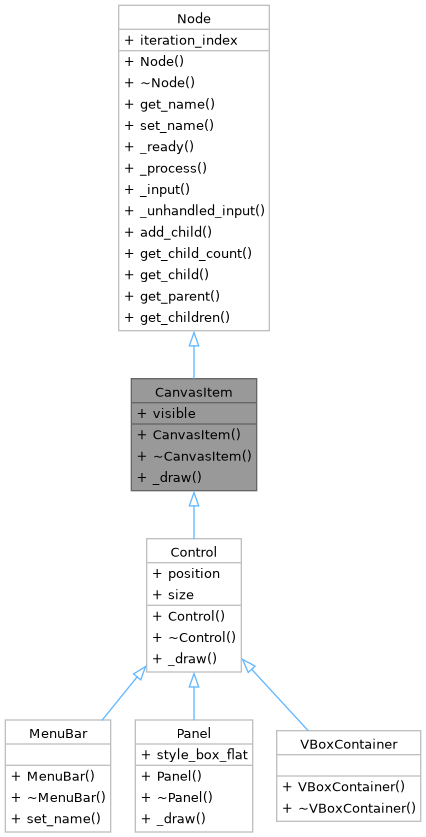 Node
+ iteration_index
+ Node()
+ ~Node()
+ get_name()
+ set_name()
+ _ready()
+ _process()
+ _input()
+ _unhandled_input()
+ add_child()
+ get_child_count()
+ get_child()
+ get_parent()
+ get_children()
CanvasItem
+ visible
+ CanvasItem()
+ ~CanvasItem()
+ _draw()
Control
+ position
+ size
+ Control()
+ ~Control()
+ _draw()
MenuBar
+ MenuBar()
+ ~MenuBar()
+ set_name()
Panel
+ style_box_flat
+ Panel()
+ ~Panel()
+ _draw()
VBoxContainer
+ VBoxContainer()
+ ~VBoxContainer()